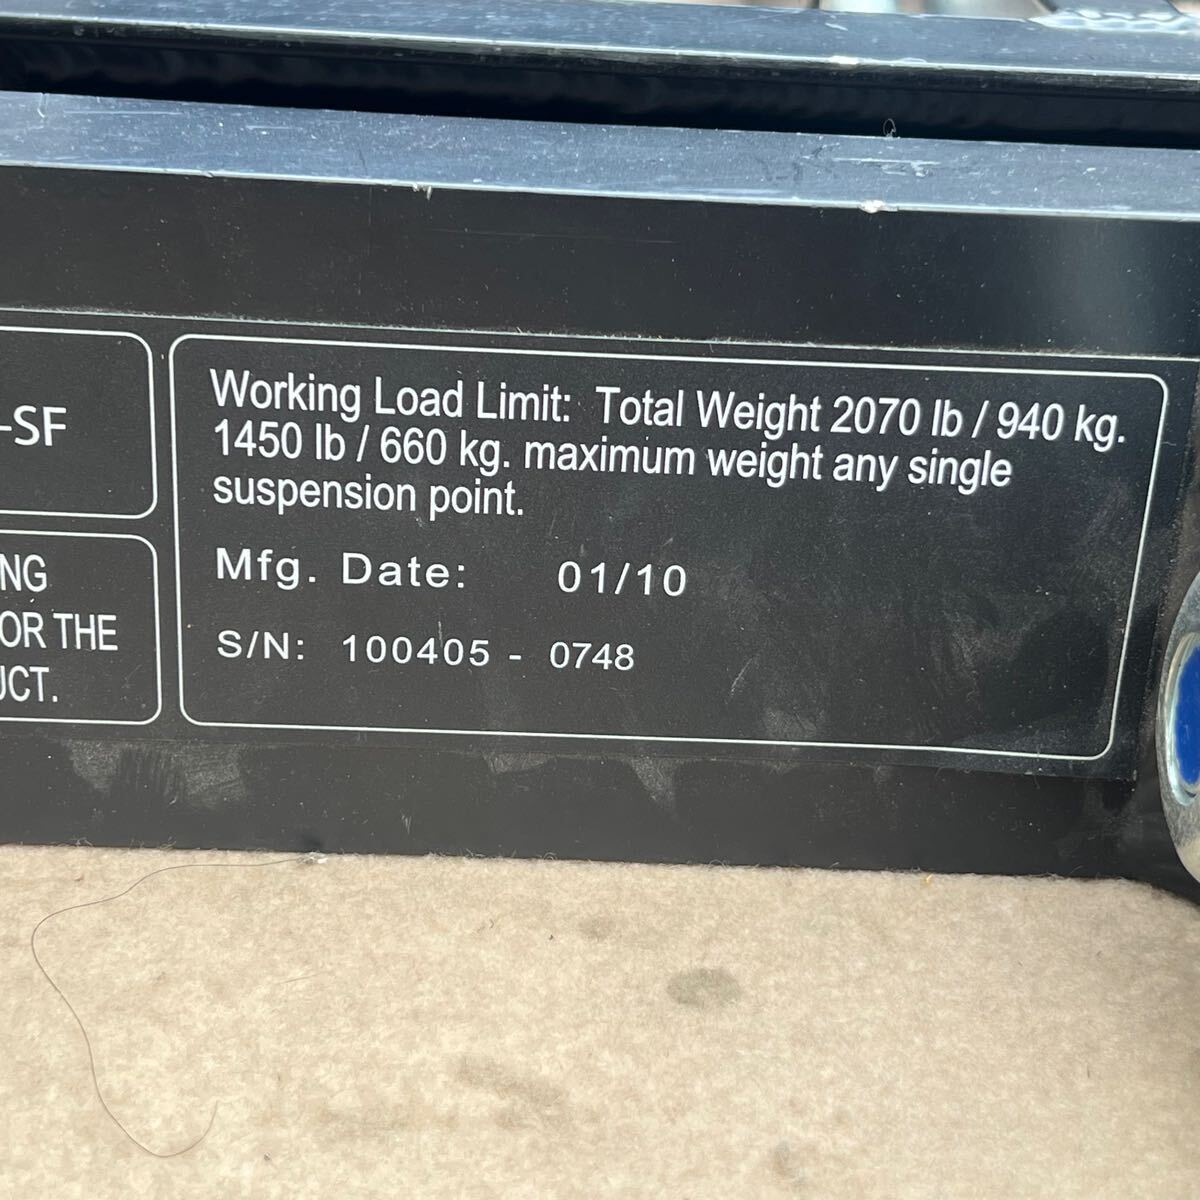 -SF
Working Load Limit: Total Weight 2070 lb / 940 kg.
1450 lb / 660 kg. maximum weight any single
suspension point.
Mfg. Date: 01/10
S/N: 100405 - 0748
NG
OR THE
UCT.